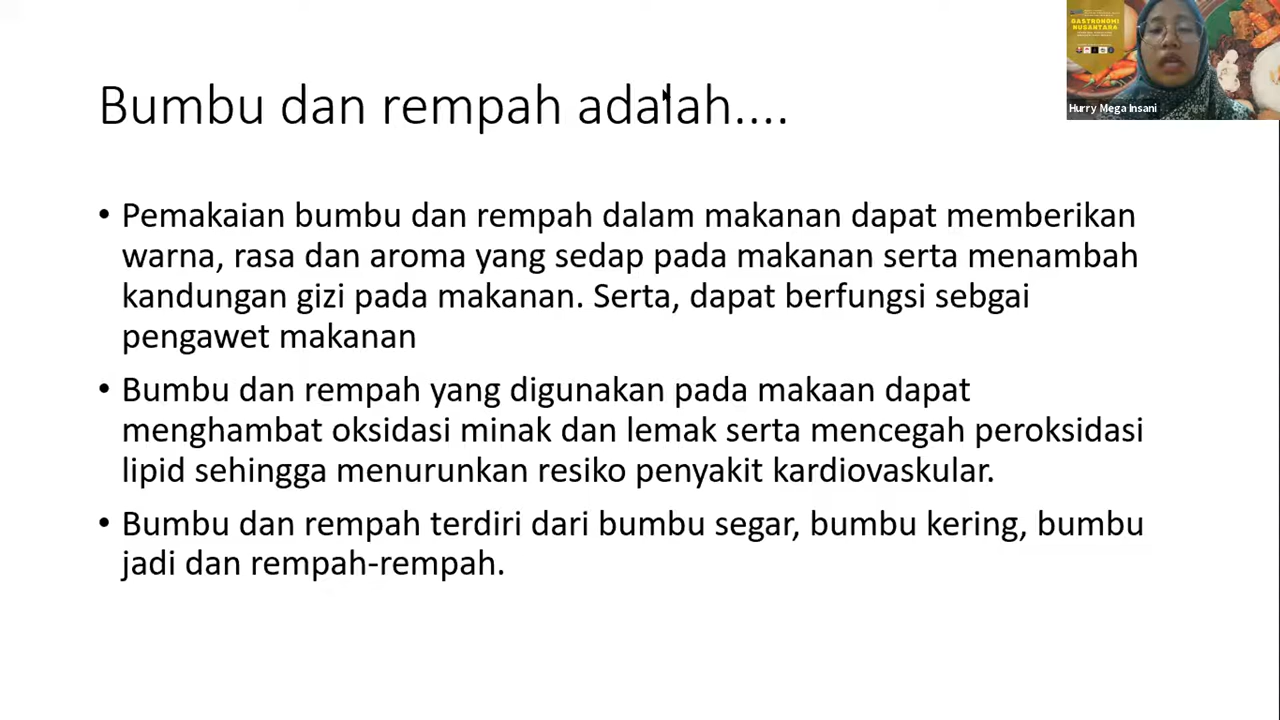 GASTRONOMI
NUSANTARA
Hurry Mega Insani
Bumbu dan rempah adalah....
• Pemakaian bumbu dan rempah dalam makanan dapat memberikan
warna, rasa dan aroma yang sedap pada makanan serta menambah
kandungan gizi pada makanan. Serta, dapat berfungsi sebgai
pengawet makanan
• Bumbu dan rempah yang digunakan pada makaan dapat
menghambat oksidasi minak dan lemak serta mencegah peroksidasi
lipid sehingga menurunkan resiko penyakit kardiovaskular.
• Bumbu dan rempah terdiri dari bumbu segar, bumbu kering, bumbu
jadi dan rempah-rempah.